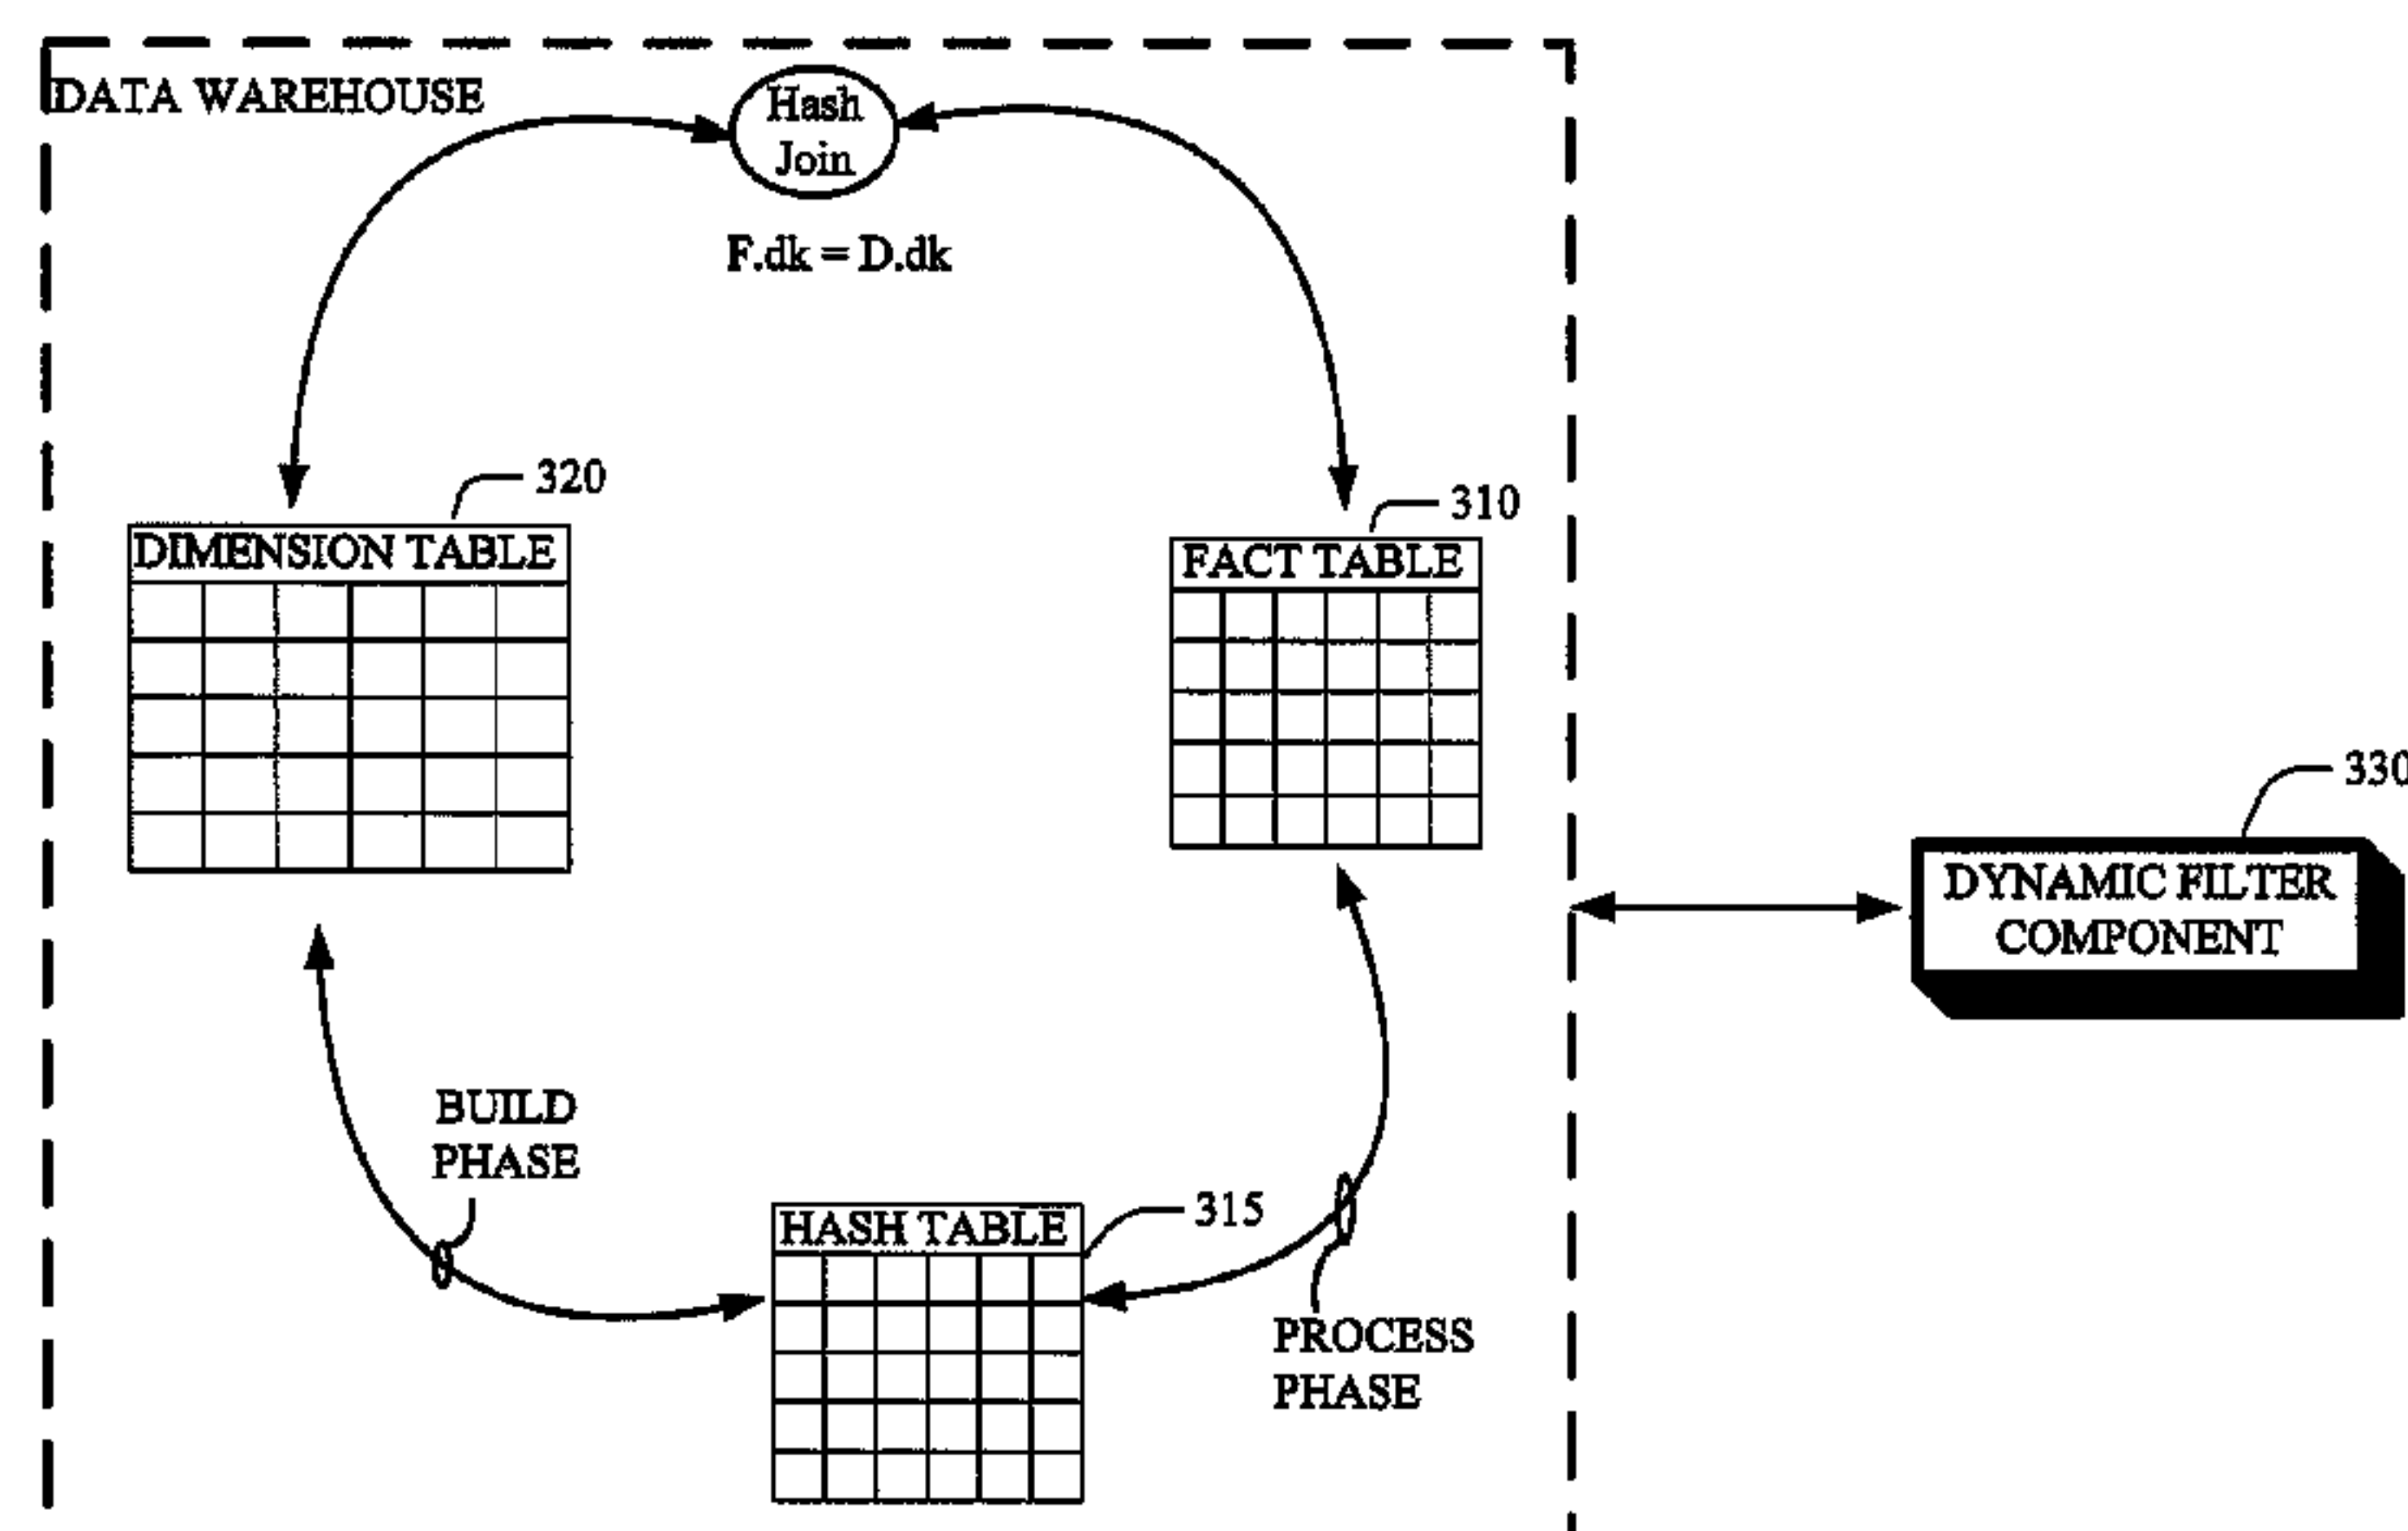 DATA WAREHOUSE
Hash
Join
F.dk = D.dk
320
DIMENSION TABLE
310
FACT TABLE
330
DYNAMIC FILTER
COMPONENT
BUILD
PHASE
HASH TABLE
315
PROCESS
PHASE